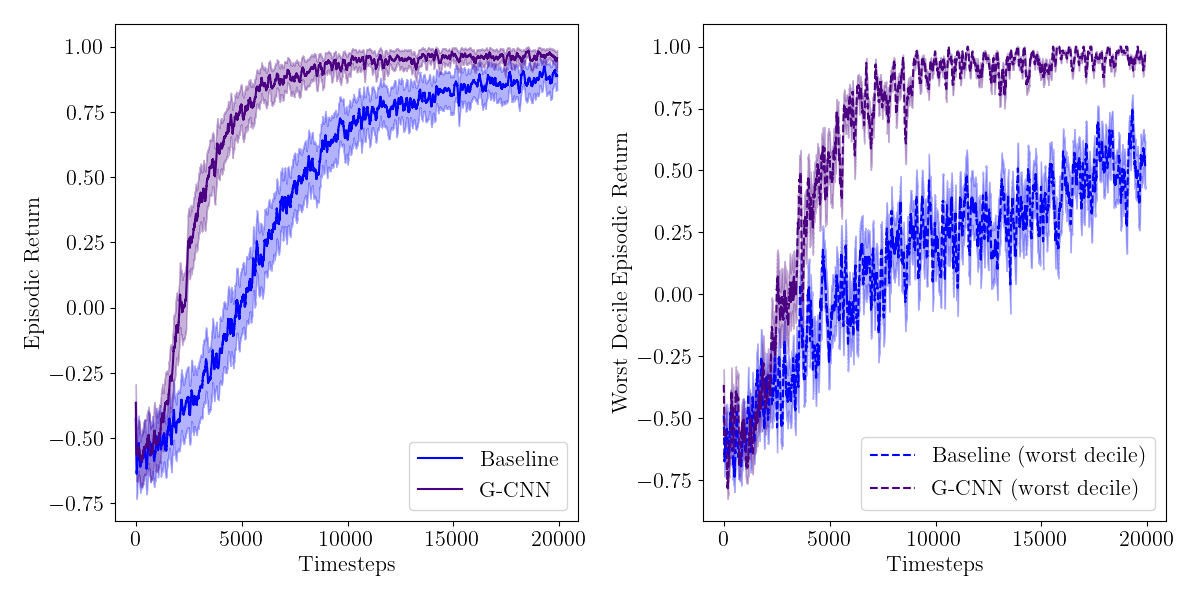 1.00
0.75
0.50
0.25
0.00
−0.25
−0.50
−0.75
Episodic Return
0 5000 10000 15000 20000
Timesteps
Baseline
G-CNN
1.00
0.75
0.50
0.25
0.00
−0.25
−0.50
−0.75
Worst Decile Episodic Return
0 5000 10000 15000 20000
Timesteps
Baseline (worst decile)
G-CNN (worst decile)